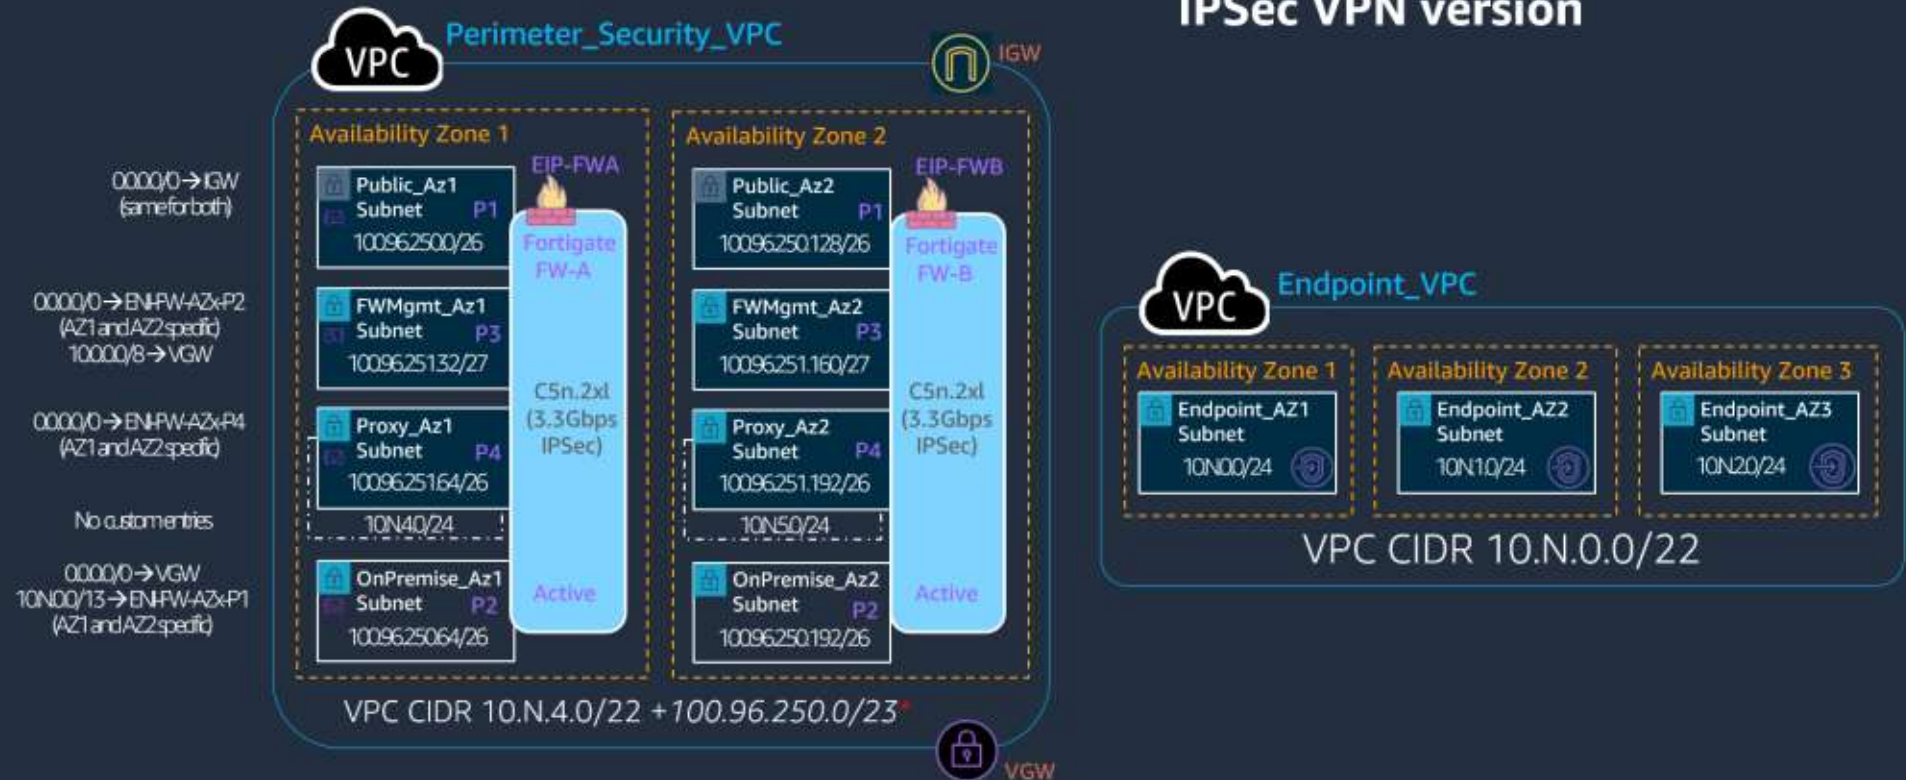 IPSec VPN version
VPC
Perimeter_Security_VPC
IGW
0.0.0.0/0→IGW
(same for both)
0.0.0.0/0→ENI-FW-AZx-P2
(AZ1 and AZ2 specific)
10.0.0.0/8→VGW
0.0.0.0/0→ENI-FW-AZx-P4
(AZ1 and AZ2 specific)
No custom entries
0.0.0.0/0→VGW
10.N.0.0/13→ENI-FW-AZx-P1
(AZ1 and AZ2 specific)
Availability Zone 1
EIP-FWA
Public_Az1
Subnet P1
100.96.250.0/26
FWMgmt_Az1
Subnet P3
100.96.251.32/27
Proxy_Az1
Subnet P4
100.96.251.64/26
10.N.4.0/24
OnPremise_Az1
Subnet P2
100.96.250.64/26
Fortigate
FW-A
C5n.2xl
(3.3Gbps
IPSec)
Active
Availability Zone 2
EIP-FWB
Public_Az2
Subnet P1
100.96.250.128/26
FWMgmt_Az2
Subnet P3
100.96.251.160/27
Proxy_Az2
Subnet P4
100.96.251.192/26
10.N.5.0/24
OnPremise_Az2
Subnet P2
100.96.250.192/26
Fortigate
FW-B
C5n.2xl
(3.3Gbps
IPSec)
Active
VPC CIDR 10.N.4.0/22 +100.96.250.0/23*
VGW
VPC
Endpoint_VPC
Availability Zone 1
Endpoint_AZ1
Subnet
10.N.0.0/24
Availability Zone 2
Endpoint_AZ2
Subnet
10.N.1.0/24
Availability Zone 3
Endpoint_AZ3
Subnet
10.N.2.0/24
VPC CIDR 10.N.0.0/22